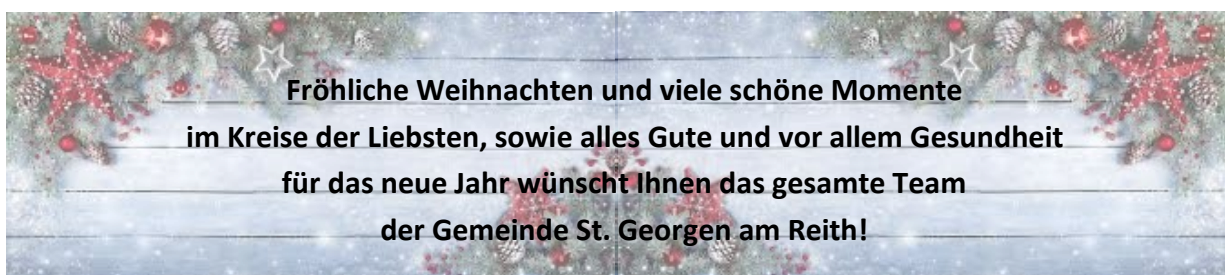 Fröhliche Weihnachten und viele schöne Momente
im Kreise der Liebsten, sowie alles Gute und vor allem Gesundheit
für das neue Jahr wünscht Ihnen das gesamte Team
der Gemeinde St. Georgen am Reith!